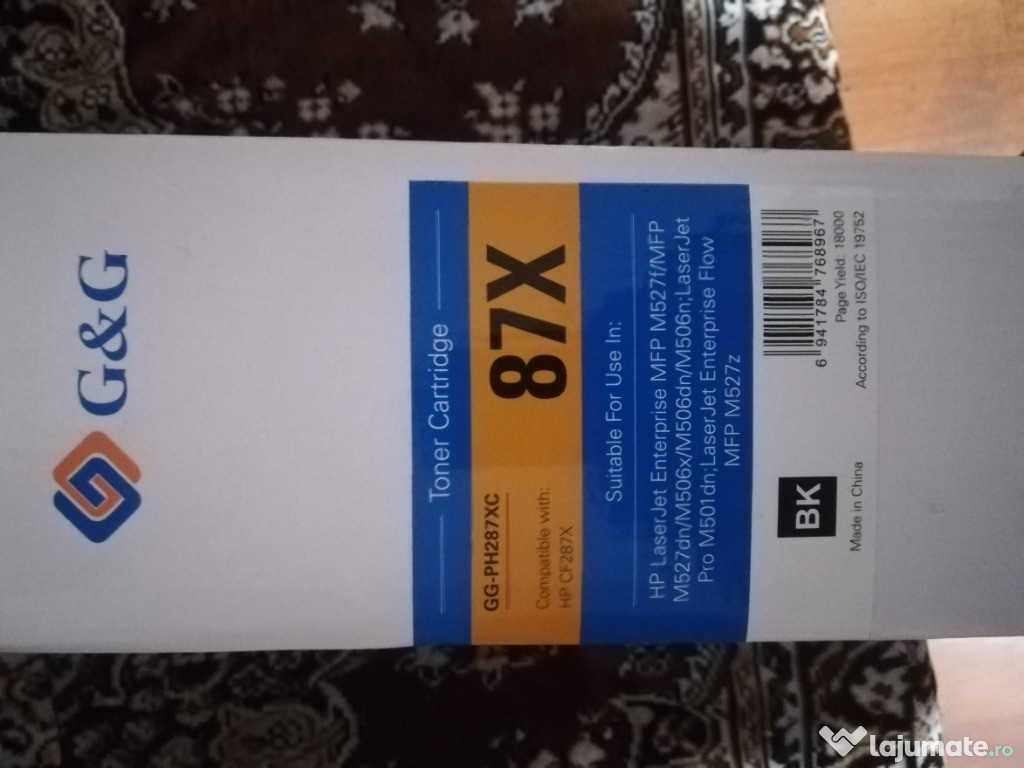 G&G
Toner Cartridge
GG-PH287XC
Compatible with:
HP CF287X
87X
Suitable For Use In:
HP LaserJet Enterprise MFP M527f/MFP
M527dn/M506x/M506dn/M506n;LaserJet
Pro M501dn;LaserJet Enterprise Flow
MFP M527z
BK
Made in China
6 941784 768967
Page Yield: 18000
According to ISO/IEC 19752
lajumate.ro